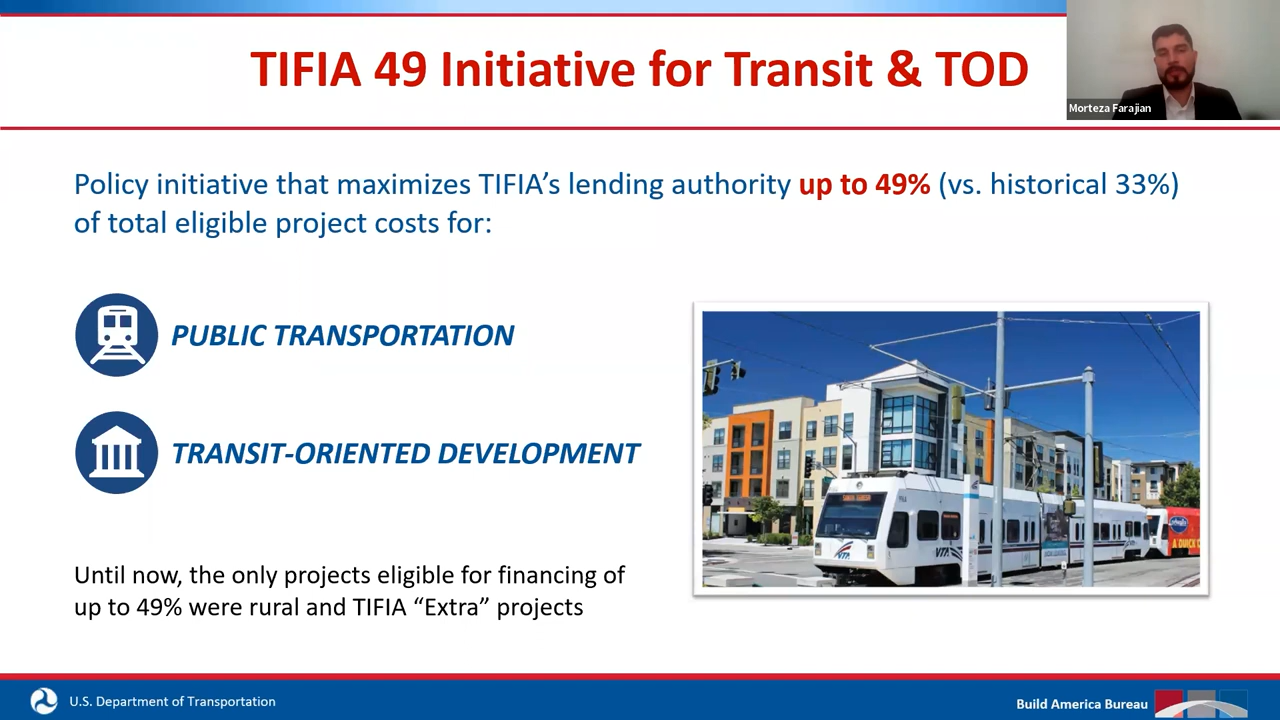 TIFIA 49 Initiative for Transit & TOD
Morteza Farajian
Policy initiative that maximizes TIFIA’s lending authority up to 49% (vs. historical 33%)
of total eligible project costs for:
PUBLIC TRANSPORTATION
TRANSIT-ORIENTED DEVELOPMENT
VTA
VTA
Until now, the only projects eligible for financing of
up to 49% were rural and TIFIA “Extra” projects
U.S. Department of Transportation
Build America Bureau